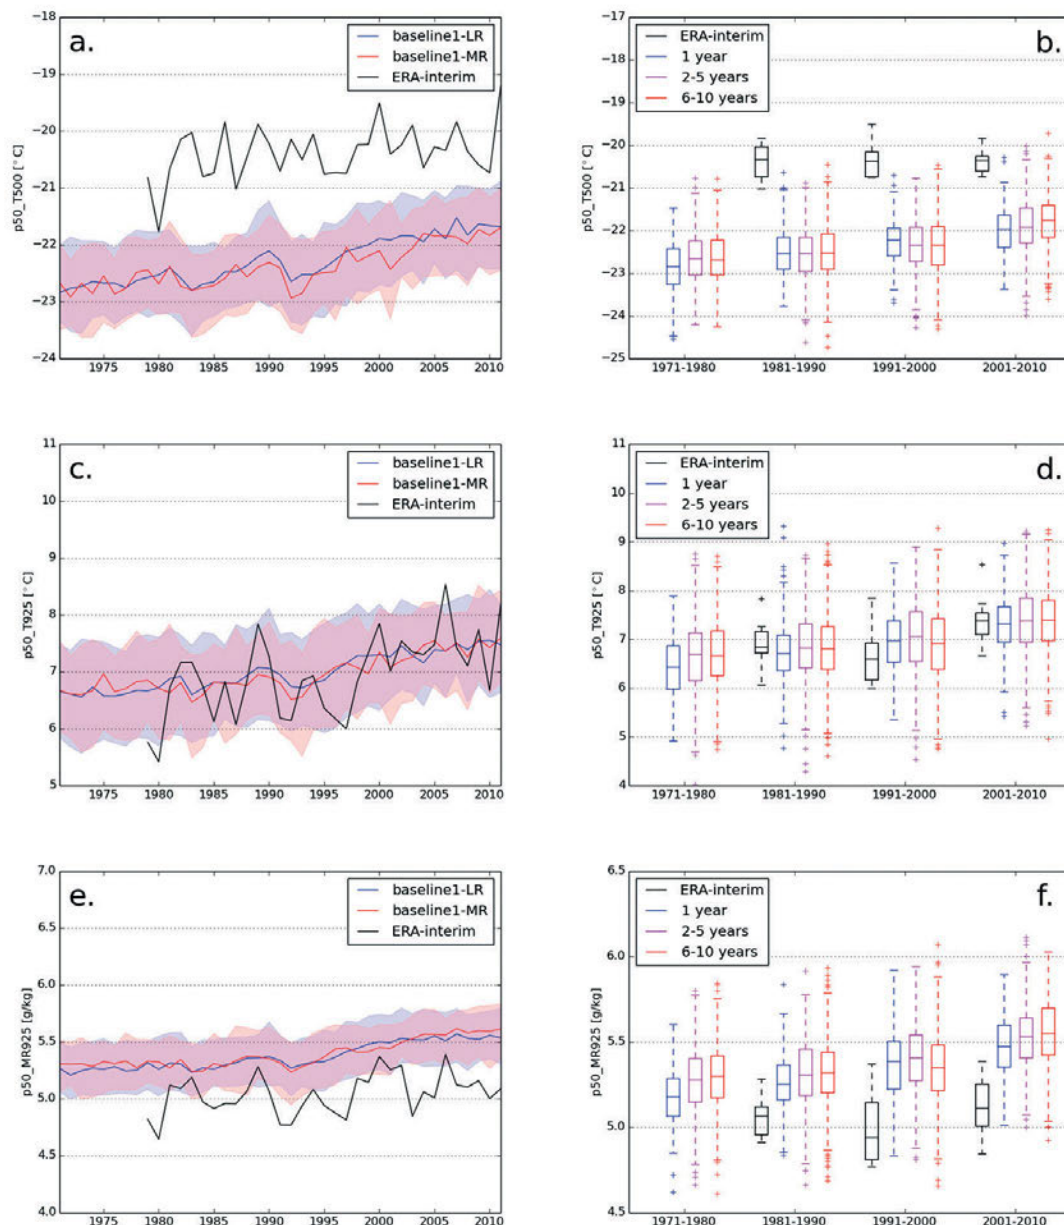 a.
baseline1-LR
baseline1-MR
ERA-interim
p50_T500 [°C]
−18
−19
−20
−21
−22
−23
−24
1975 1980 1985 1990 1995 2000 2005 2010
b.
ERA-interim
1 year
2-5 years
6-10 years
−17
−18
−19
−20
−21
−22
−23
−24
−25
1971-1980 1981-1990 1991-2000 2001-2010
c.
baseline1-LR
baseline1-MR
ERA-interim
p50_T925 [°C]
11
10
9
8
7
6
5
1975 1980 1985 1990 1995 2000 2005 2010
d.
ERA-interim
1 year
2-5 years
6-10 years
11
10
9
8
7
6
5
4
1971-1980 1981-1990 1991-2000 2001-2010
e.
baseline1-LR
baseline1-MR
ERA-interim
p50_MR925 [g/kg]
7.0
6.5
6.0
5.5
5.0
4.5
4.0
1975 1980 1985 1990 1995 2000 2005 2010
f.
ERA-interim
1 year
2-5 years
6-10 years
6.5
6.0
5.5
5.0
4.5
1971-1980 1981-1990 1991-2000 2001-2010